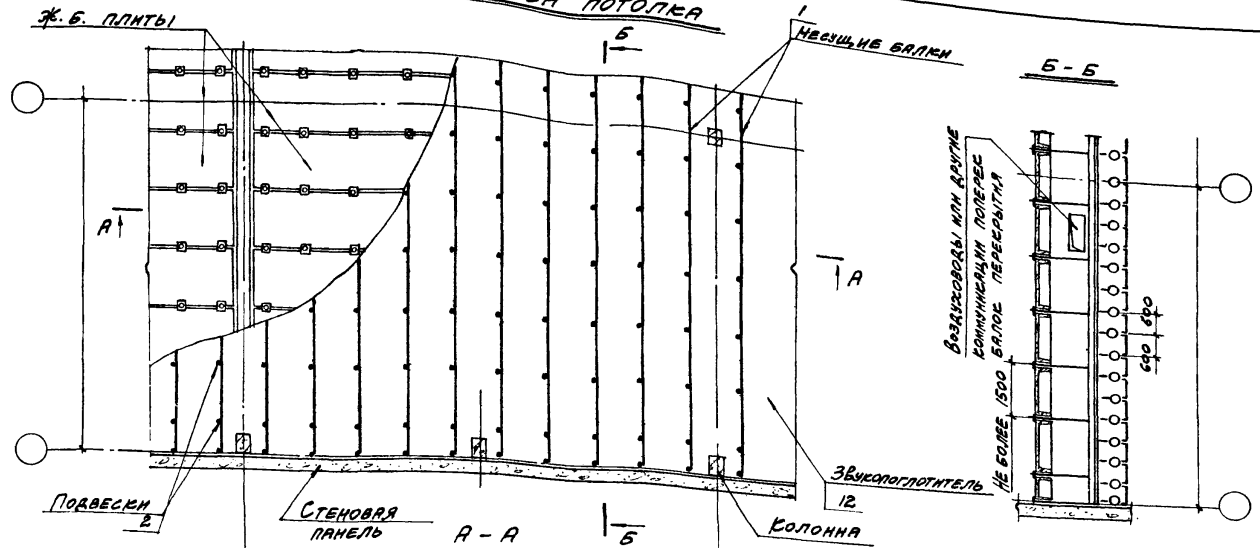 ПОТОЛКА
Ж.Б. ПЛИТЫ
Б
1
НЕСУЩИЕ БАЛКИ
Б-Б
А
А
ВОЗДУХОВОДЫ ИЛИ ДРУГИЕ
КОММУНИКАЦИИ ПОПЕРЕК
БАЛОК ПЕРЕКРЫТИЯ
НЕ БОЛЕЕ 1500
600
600
ПОДВЕСКИ
2
СТЕНОВАЯ
ПАНЕЛЬ
А-А
Б
КОЛОННА
ЗВУКОПОГЛОТИТЕЛЬ
12